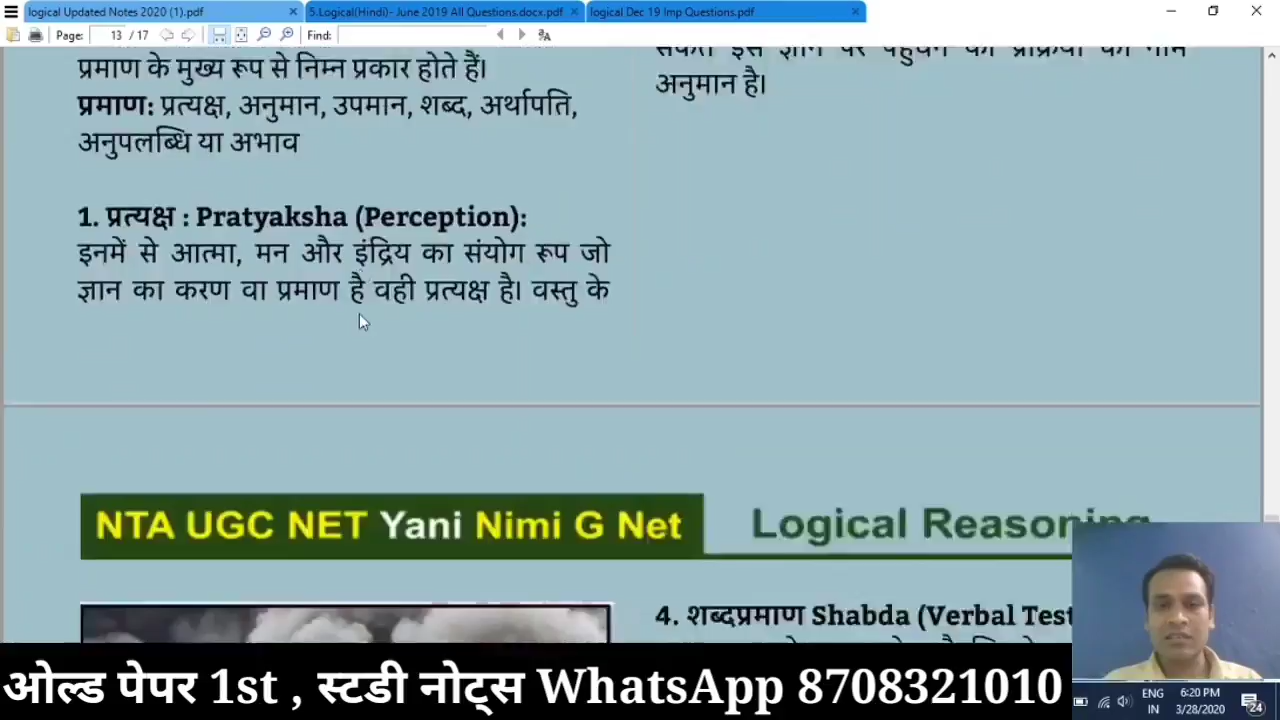 logical Updated Notes 2020 (1).pdf
5.Logical(Hindi)- June 2019 All Questions.docx.pdf
logical Dec 19 Imp Questions.pdf
Page: 13 / 17 Find:
प्रमाण के मुख्य रूप से निम्न प्रकार होते हैं।
प्रमाण: प्रत्यक्ष, अनुमान, उपमान, शब्द, अर्थापति,
अनुपलब्धि या अभाव
1. प्रत्यक्ष : Pratyaksha (Perception):
इनमें से आत्मा, मन और इंद्रिय का संयोग रूप जो
ज्ञान का करण वा प्रमाण है वही प्रत्यक्ष है। वस्तु के
अनुमान है।
NTA UGC NET Yani Nimi G Net
Logical Reasoning
4. शब्दप्रमाण Shabda (Verbal Test
ओल्ड पेपर 1st , स्टडी नोट्स WhatsApp 8708321010
ENG
IN
6:20 PM
3/28/2020
24